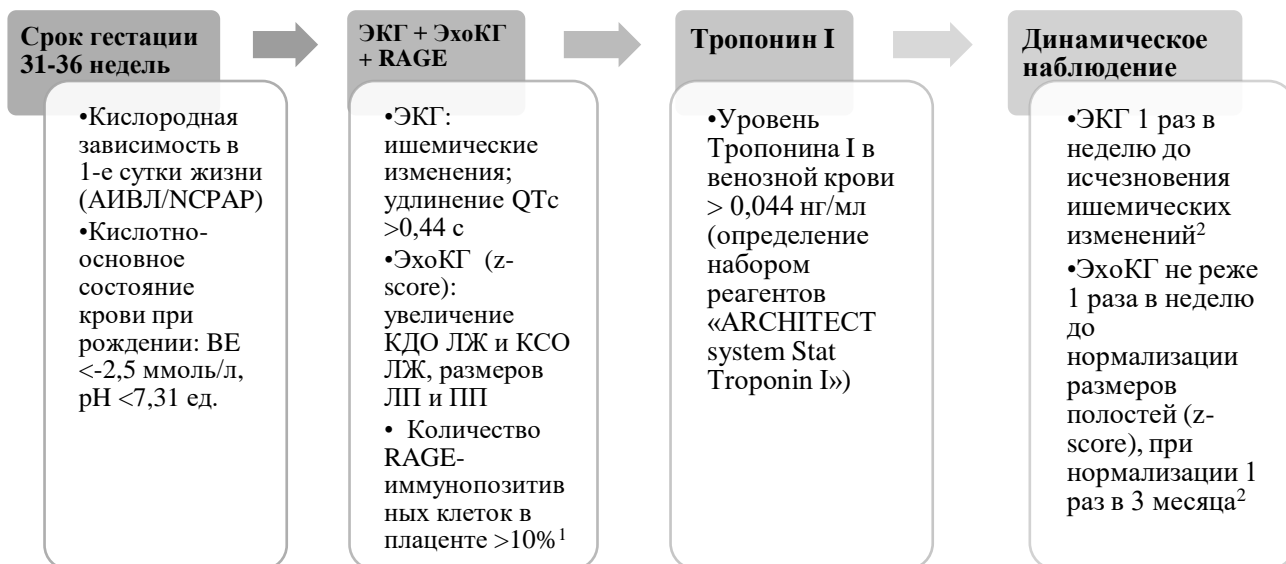 Срок гестации
31-36 недель
•Кислородная
зависимость в
1-е сутки жизни
(АИВЛ/NCPAP)
•Кислотно-
основное
состояние
крови при
рождении: BE
<-2,5 ммоль/л,
pH <7,31 ед.
ЭКГ + ЭхоКГ
+ RAGE
•ЭКГ:
ишемические
изменения;
удлинение QTc
>0,44 с
•ЭхоКГ (z-
score):
увеличение
КДО ЛЖ и КСО
ЛЖ, размеров
ЛП и ПП
• Количество
RAGE-
иммунопозитив
ных клеток в
плаценте >10%¹
Тропонин I
•Уровень
Тропонина I в
венозной крови
> 0,044 нг/мл
(определение
набором
реагентов
«ARCHITECT
system Stat
Troponin I»)
Динамическое
наблюдение
•ЭКГ 1 раз в
неделю до
исчезновения
ишемических
изменений²
•ЭхоКГ не реже
1 раза в неделю
до
нормализации
размеров
полостей (z-
score), при
нормализации 1
раз в 3 месяца²